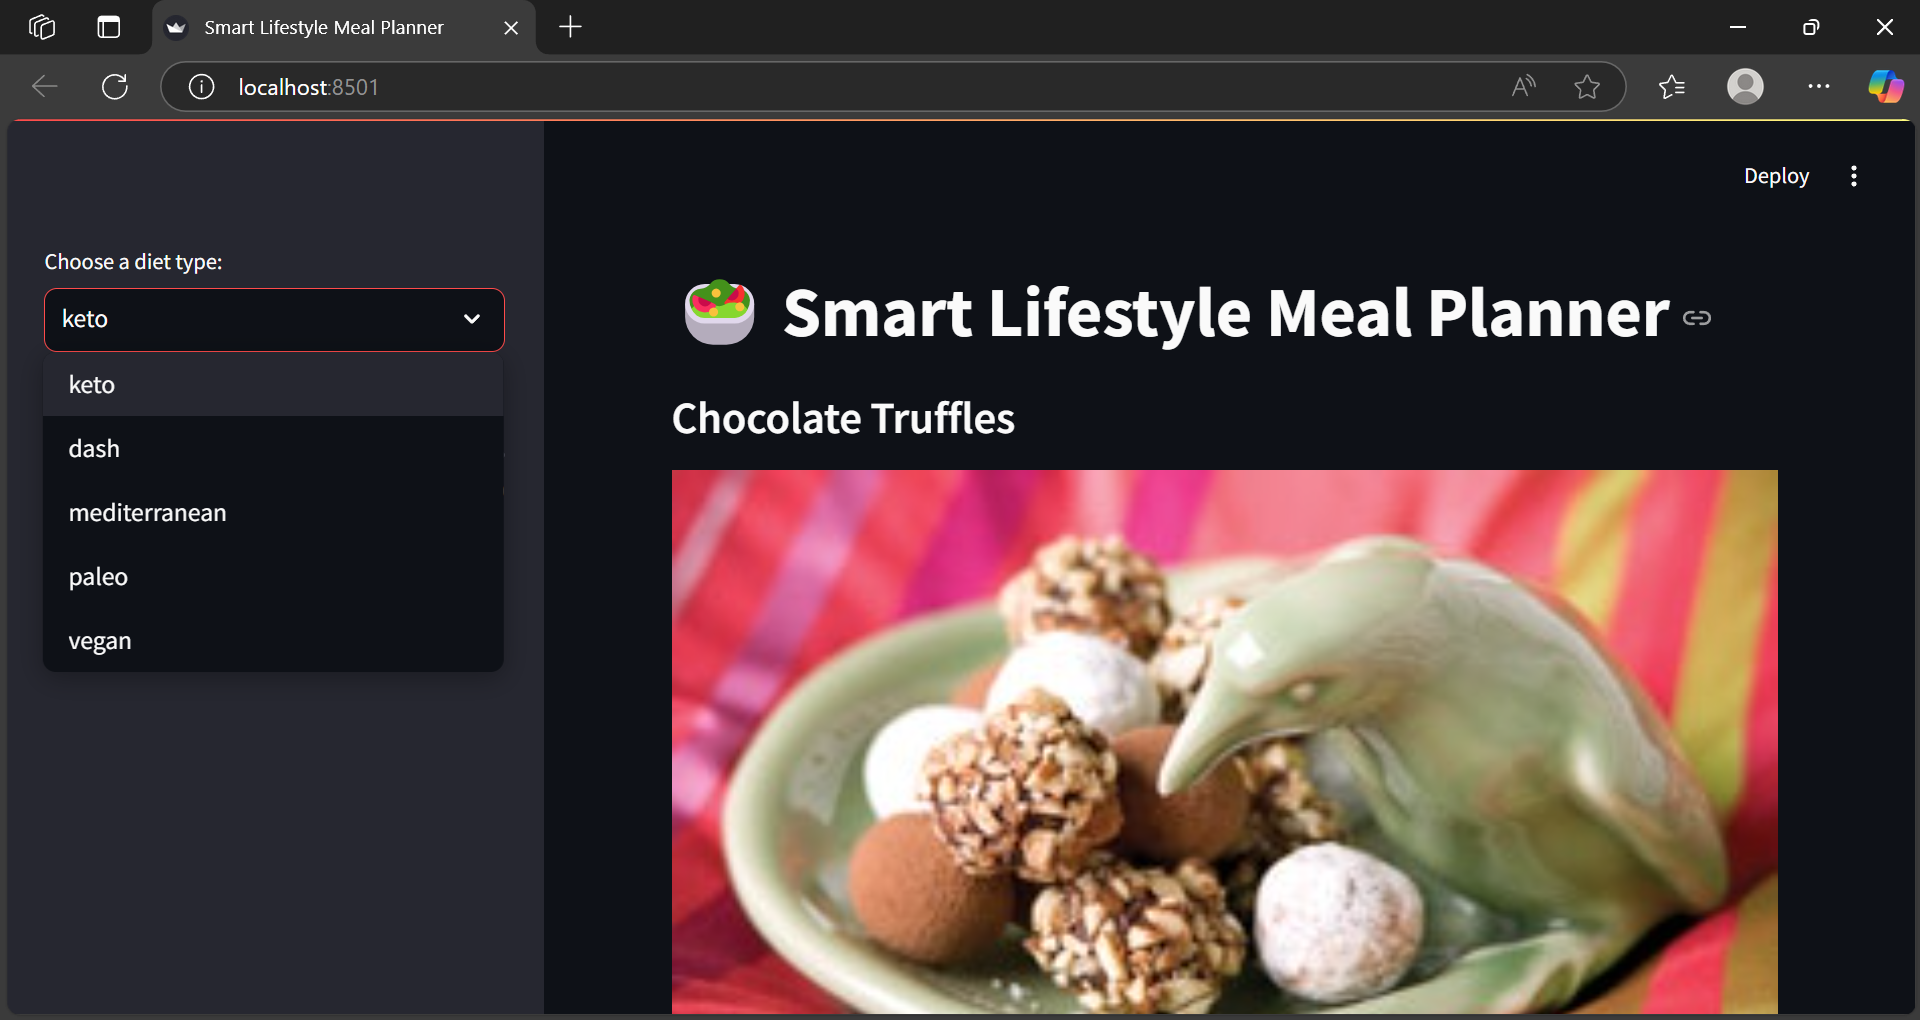 Smart Lifestyle Meal Planner
localhost:8501
Deploy
Choose a diet type:
keto
keto
dash
mediterranean
paleo
vegan
Smart Lifestyle Meal Planner
Chocolate Truffles